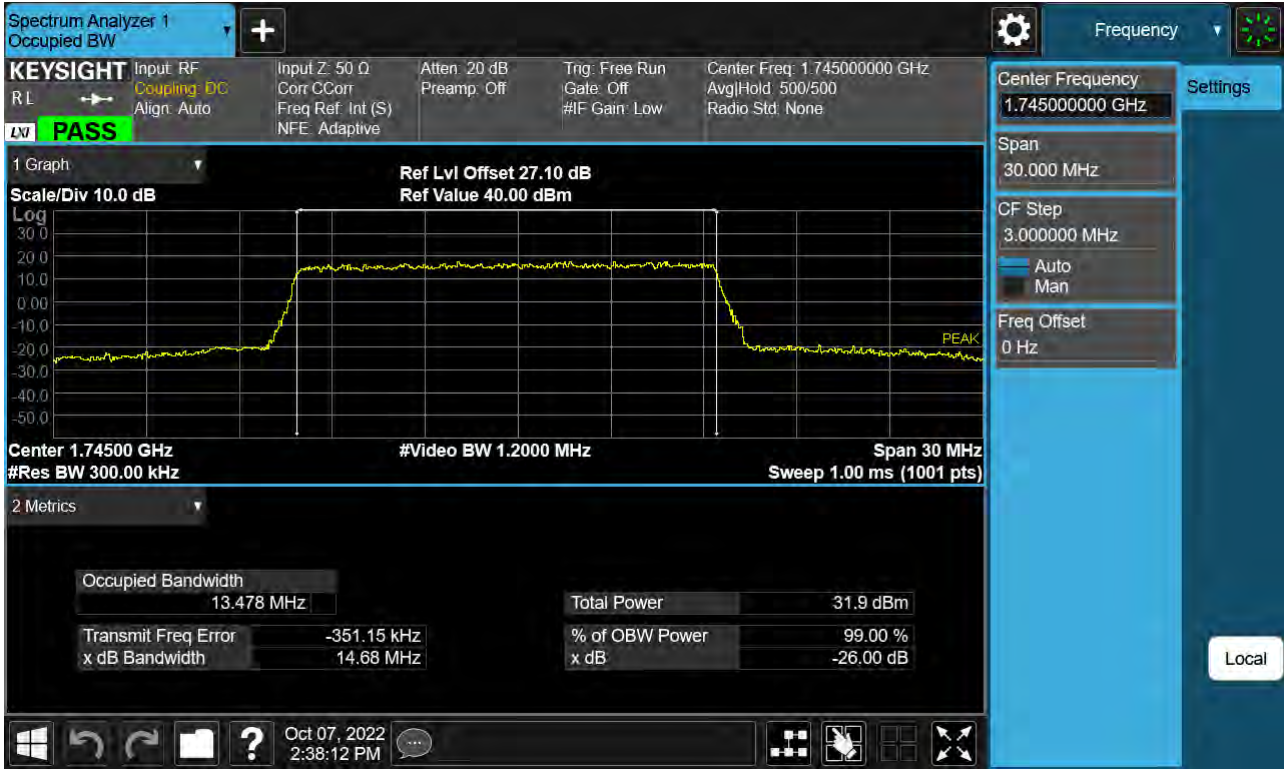 Spectrum Analyzer 1
Occupied BW
Frequency
KEYSIGHT
RL
LXI
PASS
Input: RF
Coupling: DC
Align: Auto
Input Z: 50 Ω
Corr CCorr
Freq Ref: Int (S)
NFE: Adaptive
Atten: 20 dB
Preamp: Off
Trig: Free Run
Gate: Off
#IF Gain: Low
Center Freq: 1.745000000 GHz
Avg|Hold: 500/500
Radio Std: None
Center Frequency
1.745000000 GHz
Settings
Span
30.000 MHz
CF Step
3.000000 MHz
Auto
Man
Freq Offset
0 Hz
1 Graph
Scale/Div 10.0 dB
Ref Lvl Offset 27.10 dB
Ref Value 40.00 dBm
Log
30.0
20.0
10.0
0.00
-10.0
-20.0
-30.0
-40.0
-50.0
PEAK
Center 1.74500 GHz
#Video BW 1.2000 MHz
Span 30 MHz
#Res BW 300.00 kHz
Sweep 1.00 ms (1001 pts)
2 Metrics
Occupied Bandwidth
13.478 MHz
Total Power 31.9 dBm
Transmit Freq Error -351.15 kHz
% of OBW Power 99.00 %
x dB Bandwidth 14.68 MHz
x dB -26.00 dB
Local
?
Oct 07, 2022
2:38:12 PM